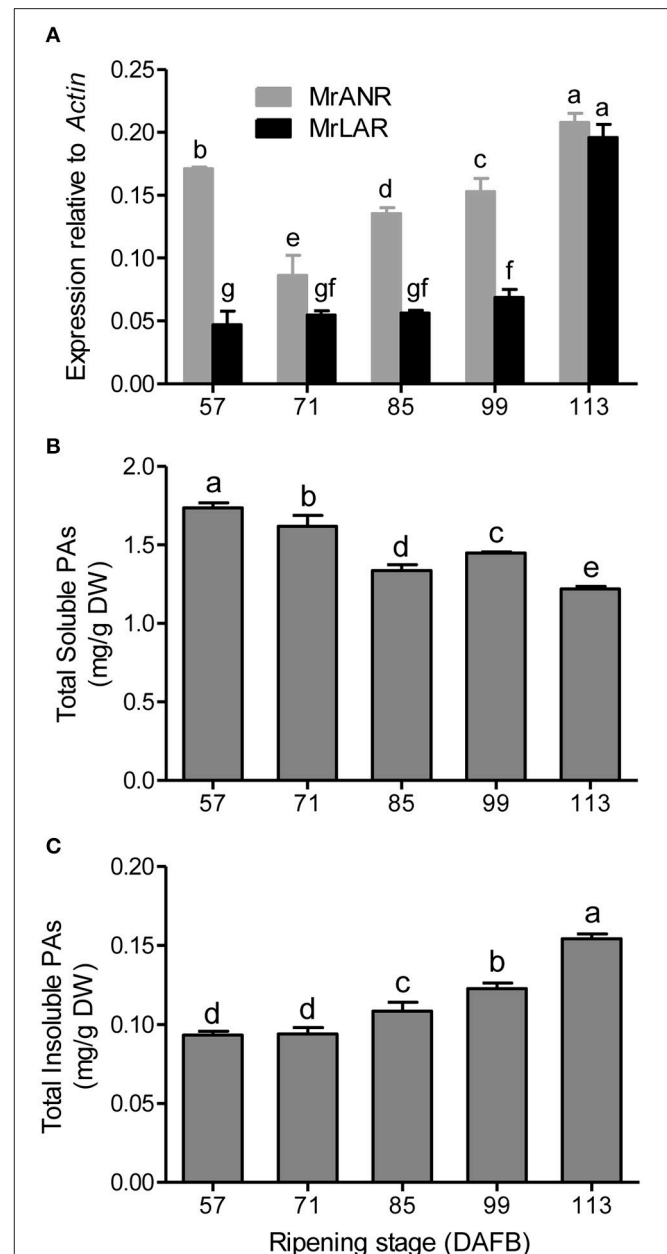 A
Expression relative to Actin
0.25
0.20
0.15
0.10
0.05
0.00
MrANR
MrLAR
b
g
e
gf
d
gf
c
f
a
a
57
71
85
99
113
B
Total Soluble PAs
(mg/g DW)
2.0
1.5
1.0
0.5
0.0
a
b
d
c
e
57
71
85
99
113
C
Total Insoluble PAs
(mg/g DW)
0.20
0.15
0.10
0.05
0.00
d
d
c
b
a
57
71
85
99
113
Ripening stage (DAFB)